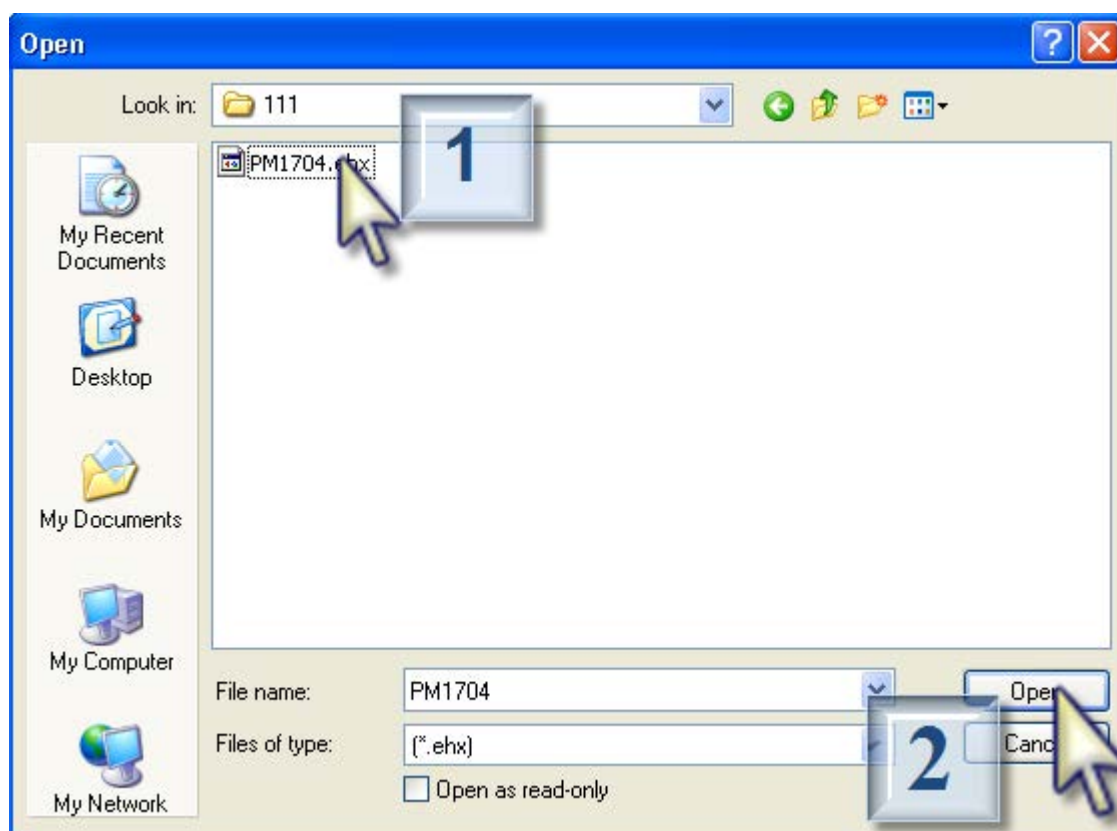 Open
Look in: 111
1
PM1704.ehx
My Recent
Documents
Desktop
My Documents
My Computer
My Network
File name: PM1704 Open
Files of type: (*.ehx) 2
Open as read-only